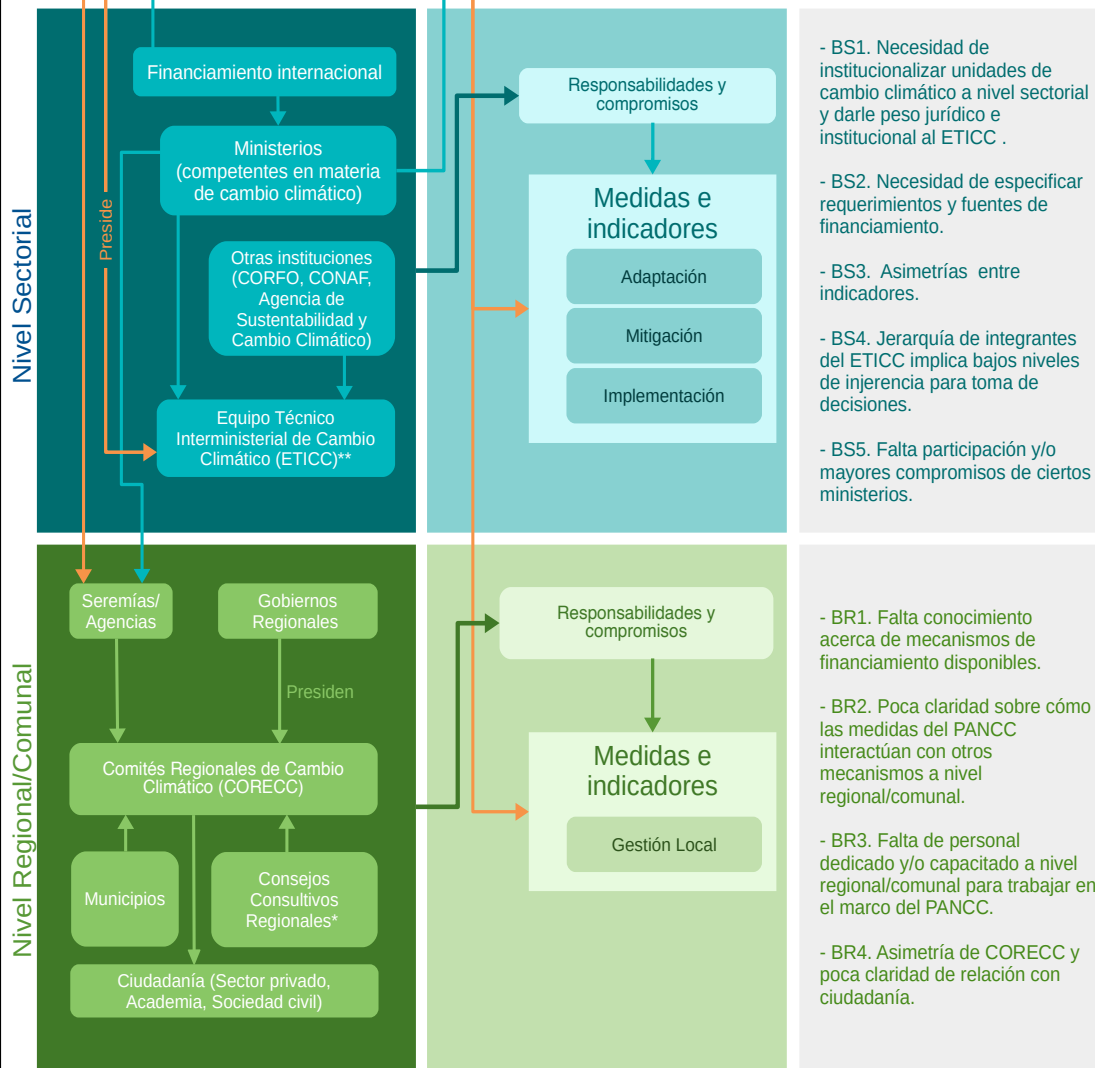 Nivel Sectorial
Preside
Financiamiento internacional
Ministerios
(competentes en materia
de cambio climático)
Otras instituciones
(CORFO, CONAF,
Agencia de
Sustentabilidad y
Cambio Climático)
Equipo Técnico
Interministerial de Cambio
Climático (ETICC)**
Responsabilidades y
compromisos
Medidas e
indicadores
Adaptación
Mitigación
Implementación
- BS1. Necesidad de
institucionalizar unidades de
cambio climático a nivel sectorial
y darle peso jurídico e
institucional al ETICC .
- BS2. Necesidad de especificar
requerimientos y fuentes de
financiamiento.
- BS3. Asimetrías entre
indicadores.
- BS4. Jerarquía de integrantes
del ETICC implica bajos niveles
de injerencia para toma de
decisiones.
- BS5. Falta participación y/o
mayores compromisos de ciertos
ministerios.
Nivel Regional/Comunal
Seremías/
Agencias
Gobiernos
Regionales
Presiden
Comités Regionales de Cambio
Climático (CORECC)
Municipios
Consejos
Consultivos
Regionales*
Ciudadanía (Sector privado,
Academia, Sociedad civil)
Responsabilidades y
compromisos
Medidas e
indicadores
Gestión Local
- BR1. Falta conocimiento
acerca de mecanismos de
financiamiento disponibles.
- BR2. Poca claridad sobre cómo
las medidas del PANCC
interactúan con otros
mecanismos a nivel
regional/comunal.
- BR3. Falta de personal
dedicado y/o capacitado a nivel
regional/comunal para trabajar en
el marco del PANCC.
- BR4. Asimetría de CORECC y
poca claridad de relación con
ciudadanía.